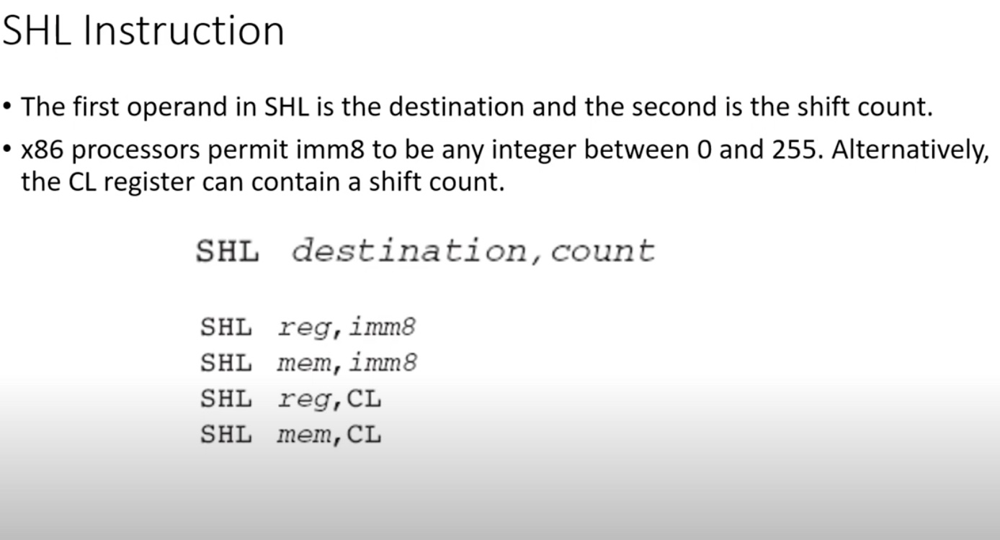 SHL Instruction
• The first operand in SHL is the destination and the second is the shift count.
• x86 processors permit imm8 to be any integer between 0 and 255. Alternatively,
the CL register can contain a shift count.
SHL destination,count
SHL reg,imm8
SHL mem,imm8
SHL reg,CL
SHL mem,CL